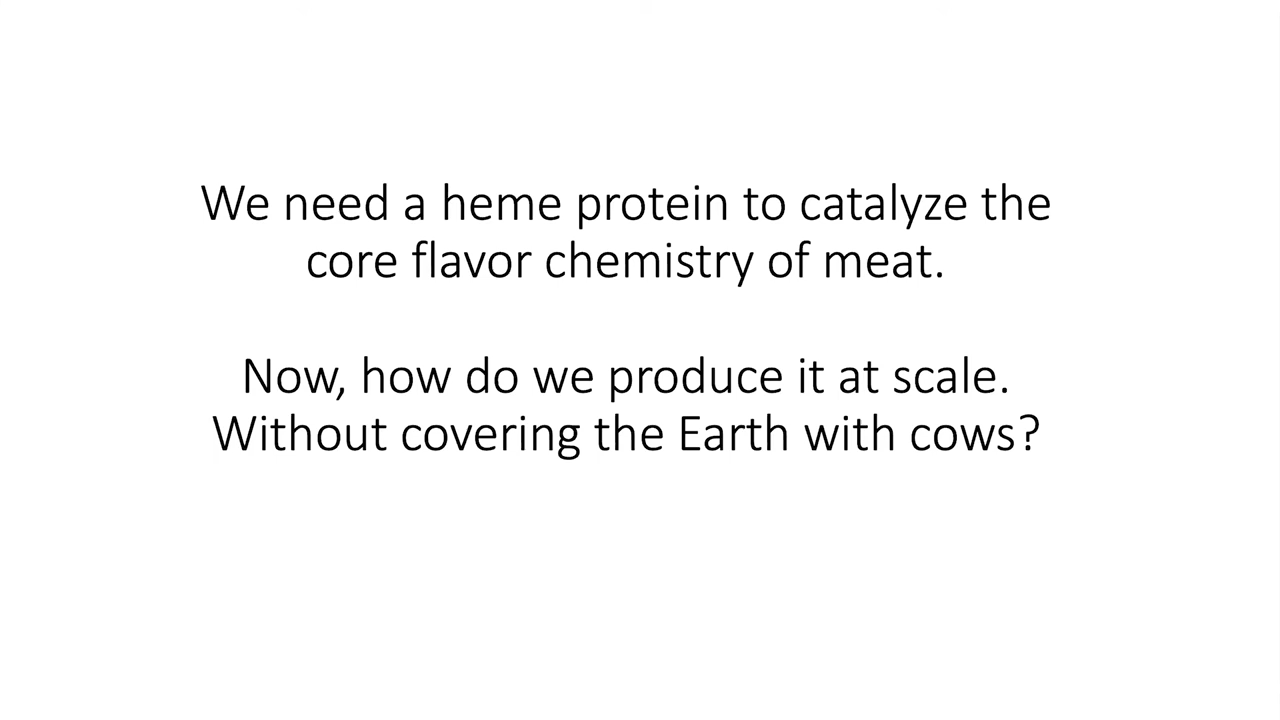 We need a heme protein to catalyze the
core flavor chemistry of meat.
Now, how do we produce it at scale.
Without covering the Earth with cows?